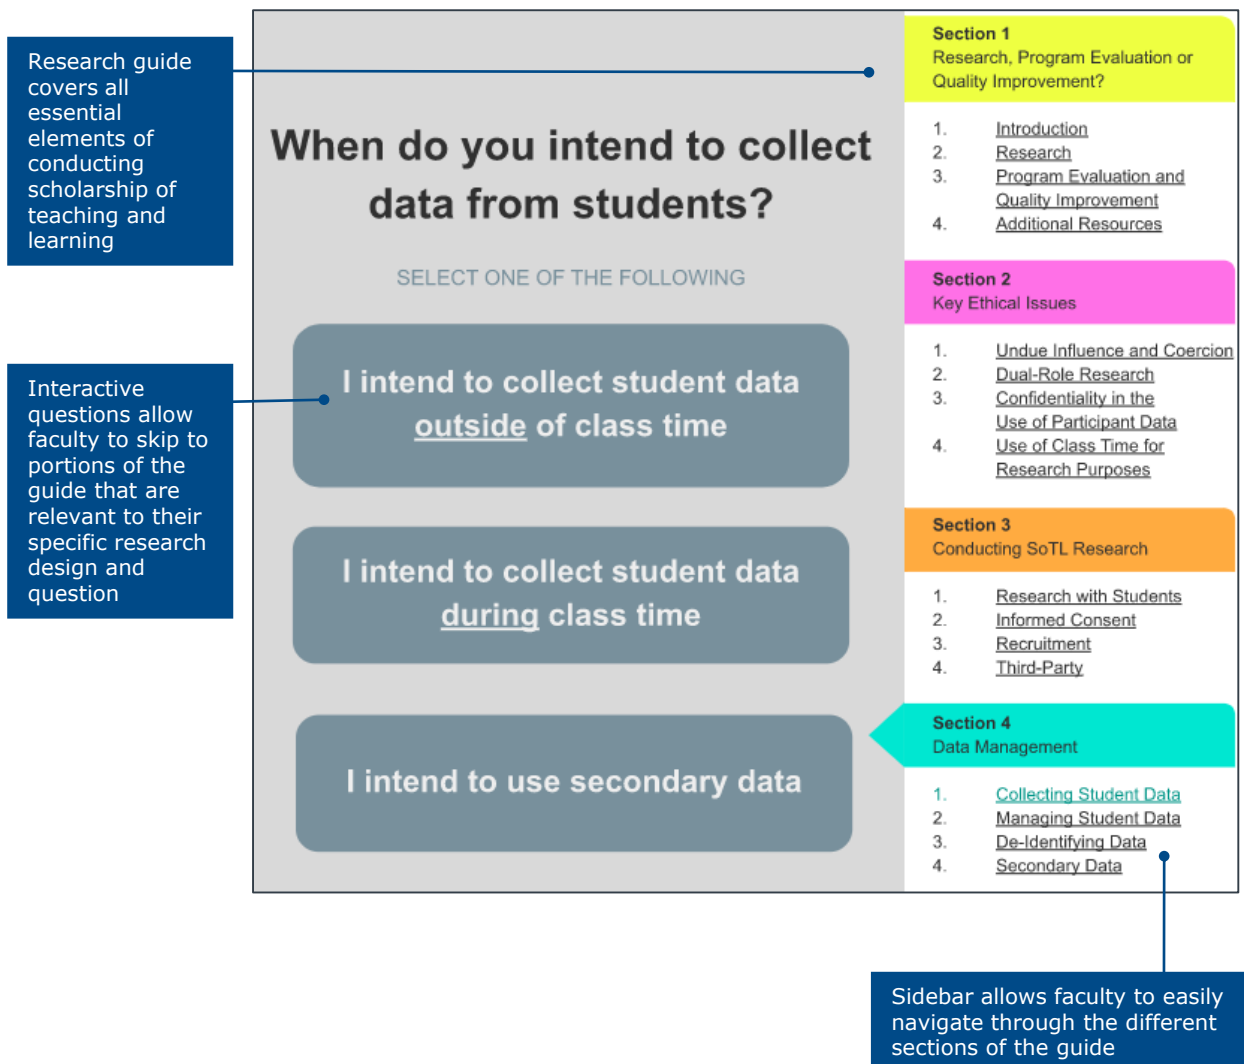 Research guide
covers all
essential
elements of
conducting
scholarship of
teaching and
learning
Interactive
questions allow
faculty to skip to
portions of the
guide that are
relevant to their
specific research
design and
question
When do you intend to collect
data from students?
SELECT ONE OF THE FOLLOWING
I intend to collect student data
outside of class time
I intend to collect student data
during class time
I intend to use secondary data
Section 1
Research, Program Evaluation or
Quality Improvement?
1. Introduction
2. Research
3. Program Evaluation and
Quality Improvement
4. Additional Resources
Section 2
Key Ethical Issues
1. Undue Influence and Coercion
2. Dual-Role Research
3. Confidentiality in the
Use of Participant Data
4. Use of Class Time for
Research Purposes
Section 3
Conducting SoTL Research
1. Research with Students
2. Informed Consent
3. Recruitment
4. Third-Party
Section 4
Data Management
1. Collecting Student Data
2. Managing Student Data
3. De-Identifying Data
4. Secondary Data
Sidebar allows faculty to easily
navigate through the different
sections of the guide